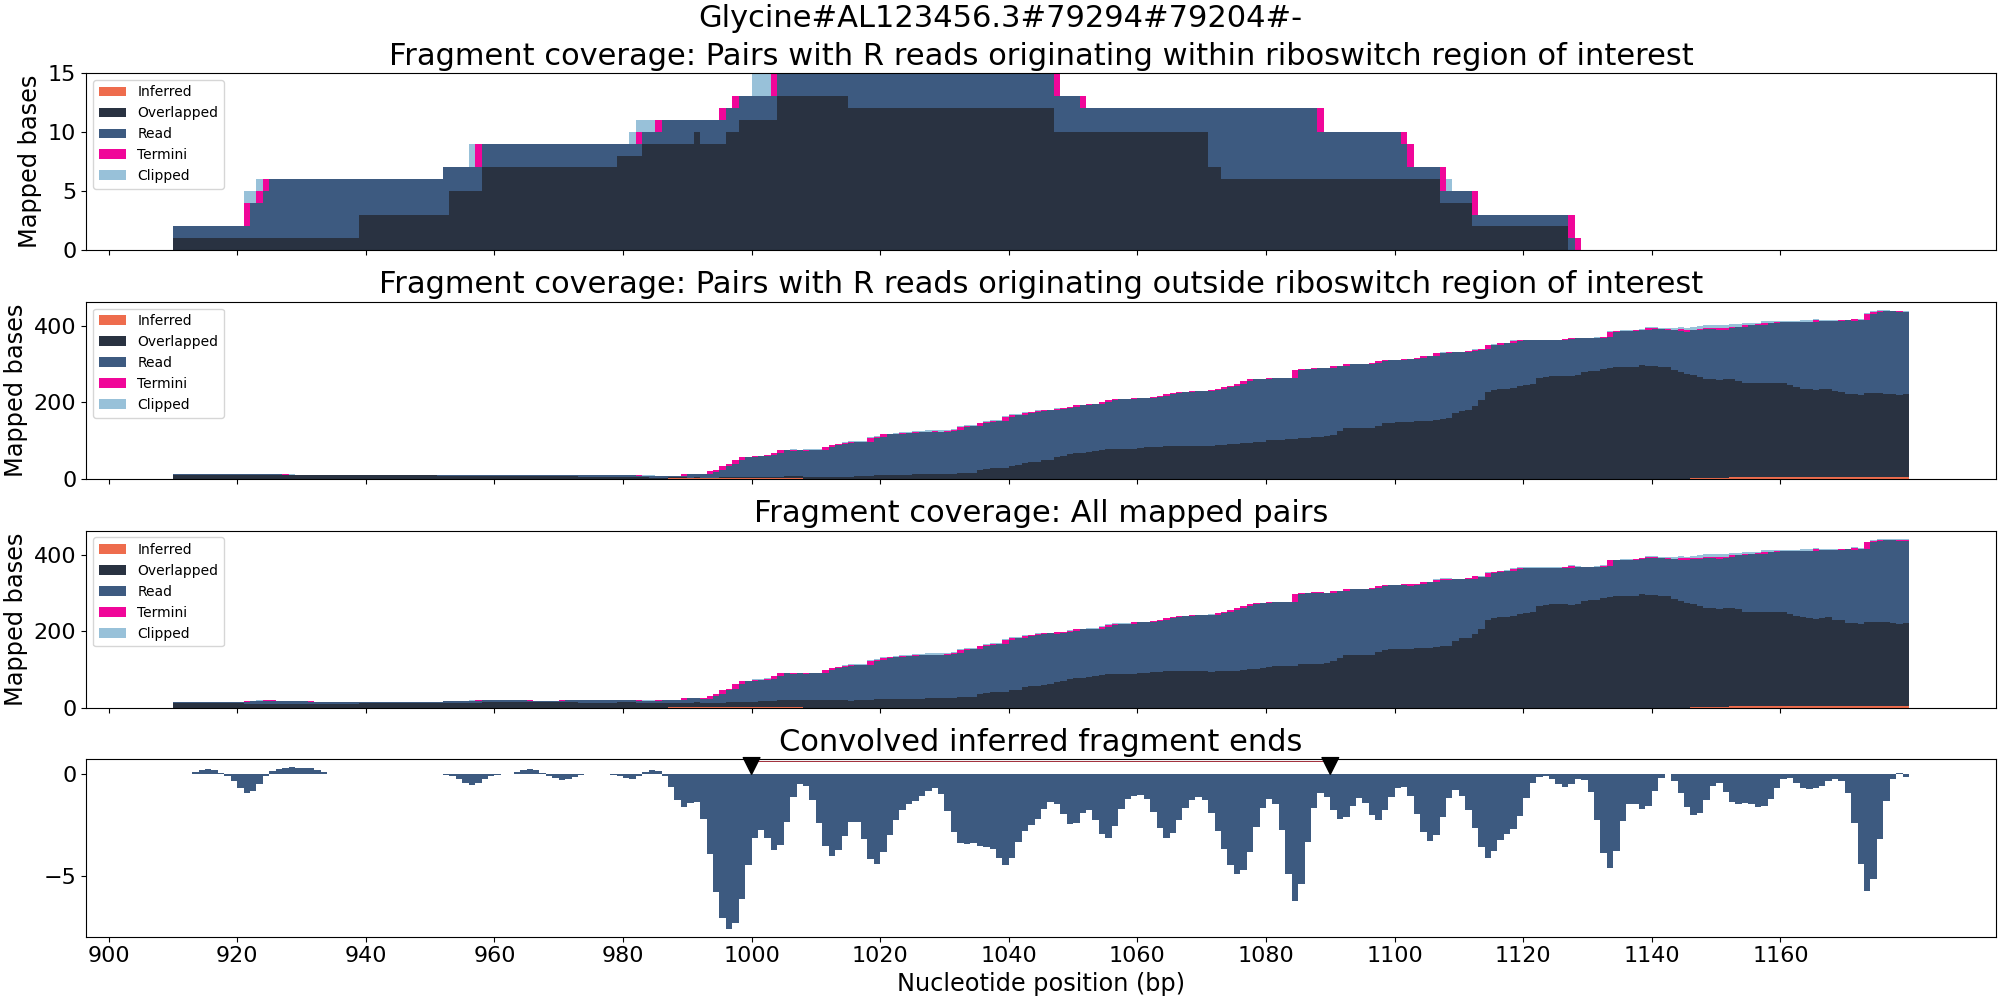 Glycine#AL123456.3#79294#79204#-
Fragment coverage: Pairs with R reads originating within riboswitch region of interest
Mapped bases
15
10
5
0
Inferred
Overlapped
Read
Termini
Clipped
Fragment coverage: Pairs with R reads originating outside riboswitch region of interest
Mapped bases
400
200
0
Inferred
Overlapped
Read
Termini
Clipped
Fragment coverage: All mapped pairs
Mapped bases
400
200
0
Inferred
Overlapped
Read
Termini
Clipped
Convolved inferred fragment ends
0
−5
900 920 940 960 980 1000 1020 1040 1060 1080 1100 1120 1140 1160
Nucleotide position (bp)